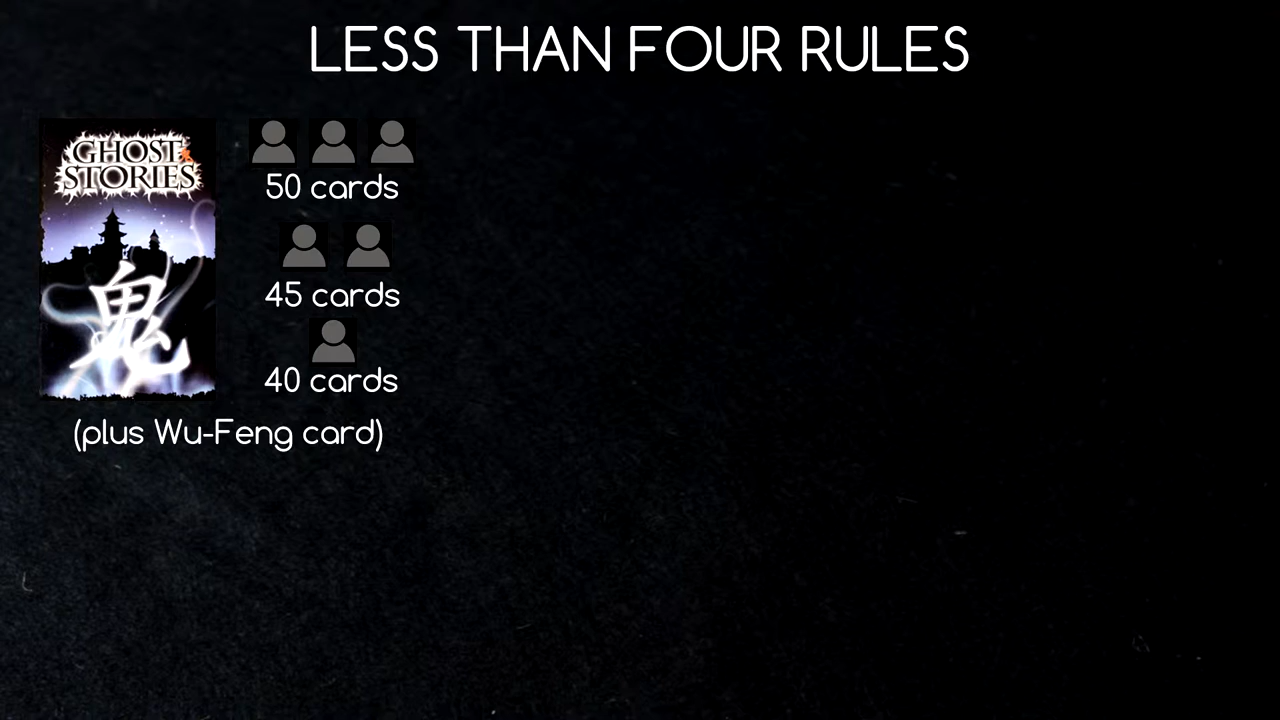 LESS THAN FOUR RULES
GHOST
STORIES
鬼
50 cards
45 cards
40 cards
(plus Wu-Feng card)